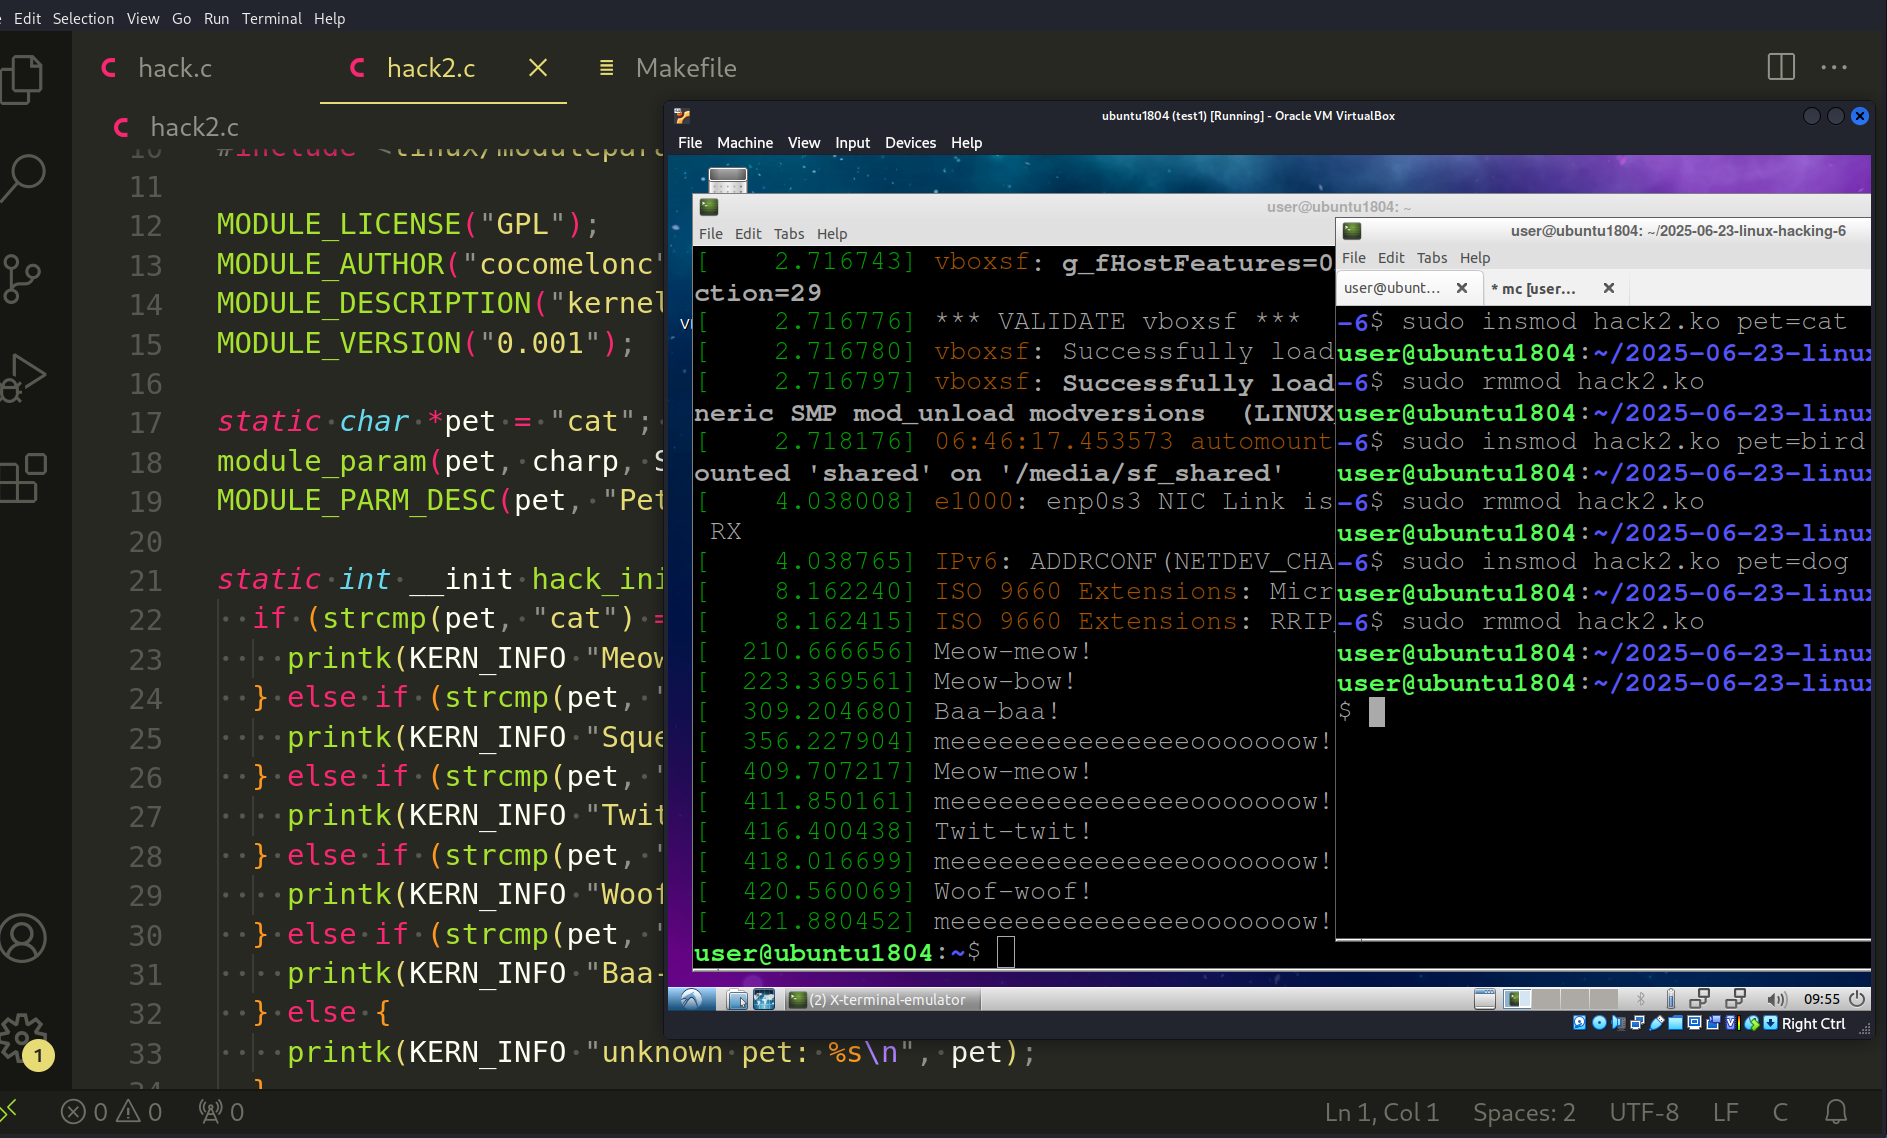 Edit Selection View Go Run Terminal Help
hack.c
hack2.c
Makefile
hack2.c
10 #include <linux/modulepar
11
12 MODULE_LICENSE("GPL");
13 MODULE_AUTHOR("cocomelonc"
14 MODULE_DESCRIPTION("kernel
15 MODULE_VERSION("0.001");
16
17 static char *pet = "cat";
18 module_param(pet, charp, S
19 MODULE_PARM_DESC(pet, "Pet
20
21 static int __init hack_ini
22 if (strcmp(pet, "cat") =
23 printk(KERN_INFO "Meow
24 } else if (strcmp(pet, "
25 printk(KERN_INFO "Sque
26 } else if (strcmp(pet, "
27 printk(KERN_INFO "Twit
28 } else if (strcmp(pet, "
29 printk(KERN_INFO "Woof
30 } else if (strcmp(pet, "
31 printk(KERN_INFO "Baa-
32 } else {
33 printk(KERN_INFO "unknown pet: %s\n", pet);
34 }
1
0 0 0
Ln 1, Col 1 Spaces: 2 UTF-8 LF C
ubuntu1804 (test1) [Running] - Oracle VM VirtualBox
File Machine View Input Devices Help
user@ubuntu1804: ~
File Edit Tabs Help
[ 2.716743] vboxsf: g_fHostFeatures=0
ction=29
[ 2.716776] *** VALIDATE vboxsf ***
[ 2.716780] vboxsf: Successfully load
[ 2.716797] vboxsf: Successfully load
neric SMP mod_unload modversions (LINUX
[ 2.718176] 06:46:17.453573 automount
ounted 'shared' on '/media/sf_shared'
[ 4.038008] e1000: enp0s3 NIC Link is
RX
[ 4.038765] IPv6: ADDRCONF(NETDEV_CHA
[ 8.162240] ISO 9660 Extensions: Micr
[ 8.162415] ISO 9660 Extensions: RRIP
[ 210.666656] Meow-meow!
[ 223.369561] Meow-bow!
[ 309.204680] Baa-baa!
[ 356.227904] meeeeeeeeeeeeeeeooooooow!
[ 409.707217] Meow-meow!
[ 411.850161] meeeeeeeeeeeeeeeooooooow!
[ 416.400438] Twit-twit!
[ 418.016699] meeeeeeeeeeeeeeeooooooow!
[ 420.560069] Woof-woof!
[ 421.880452] meeeeeeeeeeeeeeeooooooow!
user@ubuntu1804:~$
user@ubuntu1804: ~/2025-06-23-linux-hacking-6
File Edit Tabs Help
user@ubunt...
* mc [user...
-6$ sudo insmod hack2.ko pet=cat
user@ubuntu1804:~/2025-06-23-linux
-6$ sudo rmmod hack2.ko
user@ubuntu1804:~/2025-06-23-linux
-6$ sudo insmod hack2.ko pet=bird
user@ubuntu1804:~/2025-06-23-linux
-6$ sudo rmmod hack2.ko
user@ubuntu1804:~/2025-06-23-linux
-6$ sudo insmod hack2.ko pet=dog
user@ubuntu1804:~/2025-06-23-linux
-6$ sudo rmmod hack2.ko
user@ubuntu1804:~/2025-06-23-linux
user@ubuntu1804:~/2025-06-23-linux
$
(2) X-terminal-emulator
09:55
Right Ctrl